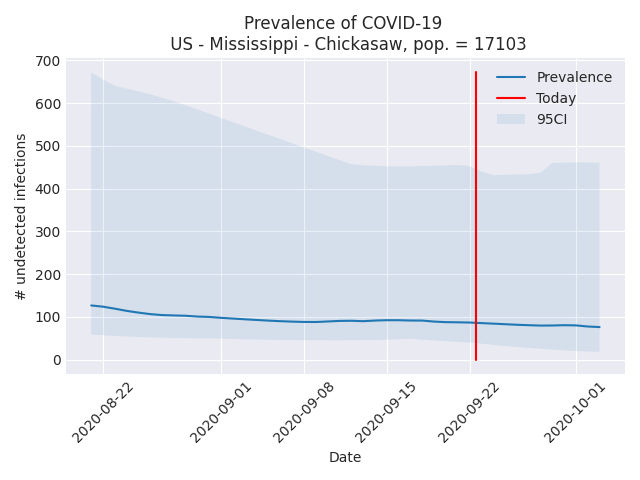 Prevalence of COVID-19
US - Mississippi - Chickasaw, pop. = 17103
Prevalence
Today
95CI
# undetected infections
700
600
500
400
300
200
100
0
2020-08-22
2020-09-01
2020-09-08
2020-09-15
2020-09-22
2020-10-01
Date